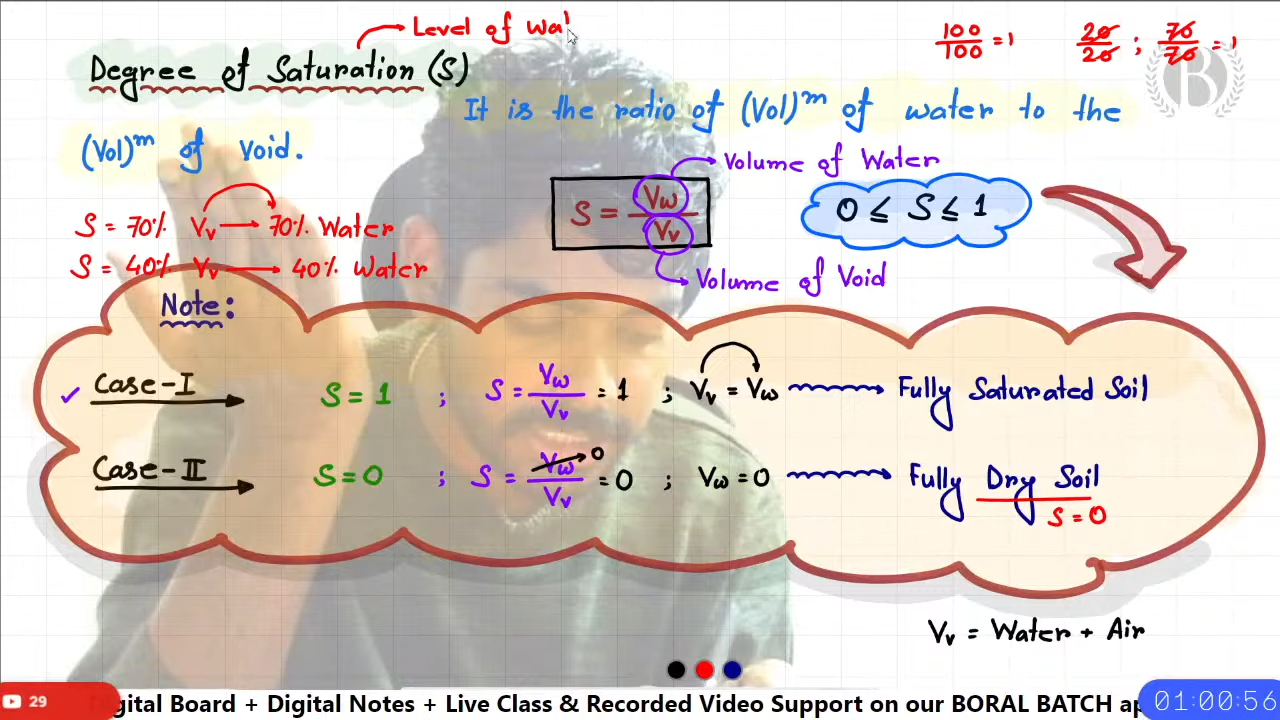 Level of Wa
100/100 = 1   20/20 ; 70/70 = 1
Degree of Saturation (S)
B
It is the ratio of (Vol)ᵐ of water to the
(Vol)ᵐ of Void.
Volume of Water
S = Vw/Vv
0 ≤ S ≤ 1
S = 70% Vv → 70% Water
S = 40% Vv → 40% Water
Volume of Void
Note:
✓ Case-I → S = 1 ; S = Vw/Vv = 1 ; Vv = Vw → Fully Saturated Soil
Case-II → S = 0 ; S = Vw/Vv = 0 ; Vw = 0 → Fully Dry Soil
0
S = 0
Vv = Water + Air
29
Digital Board + Digital Notes + Live Class & Recorded Video Support on our BORAL BATCH ap
01:00:56